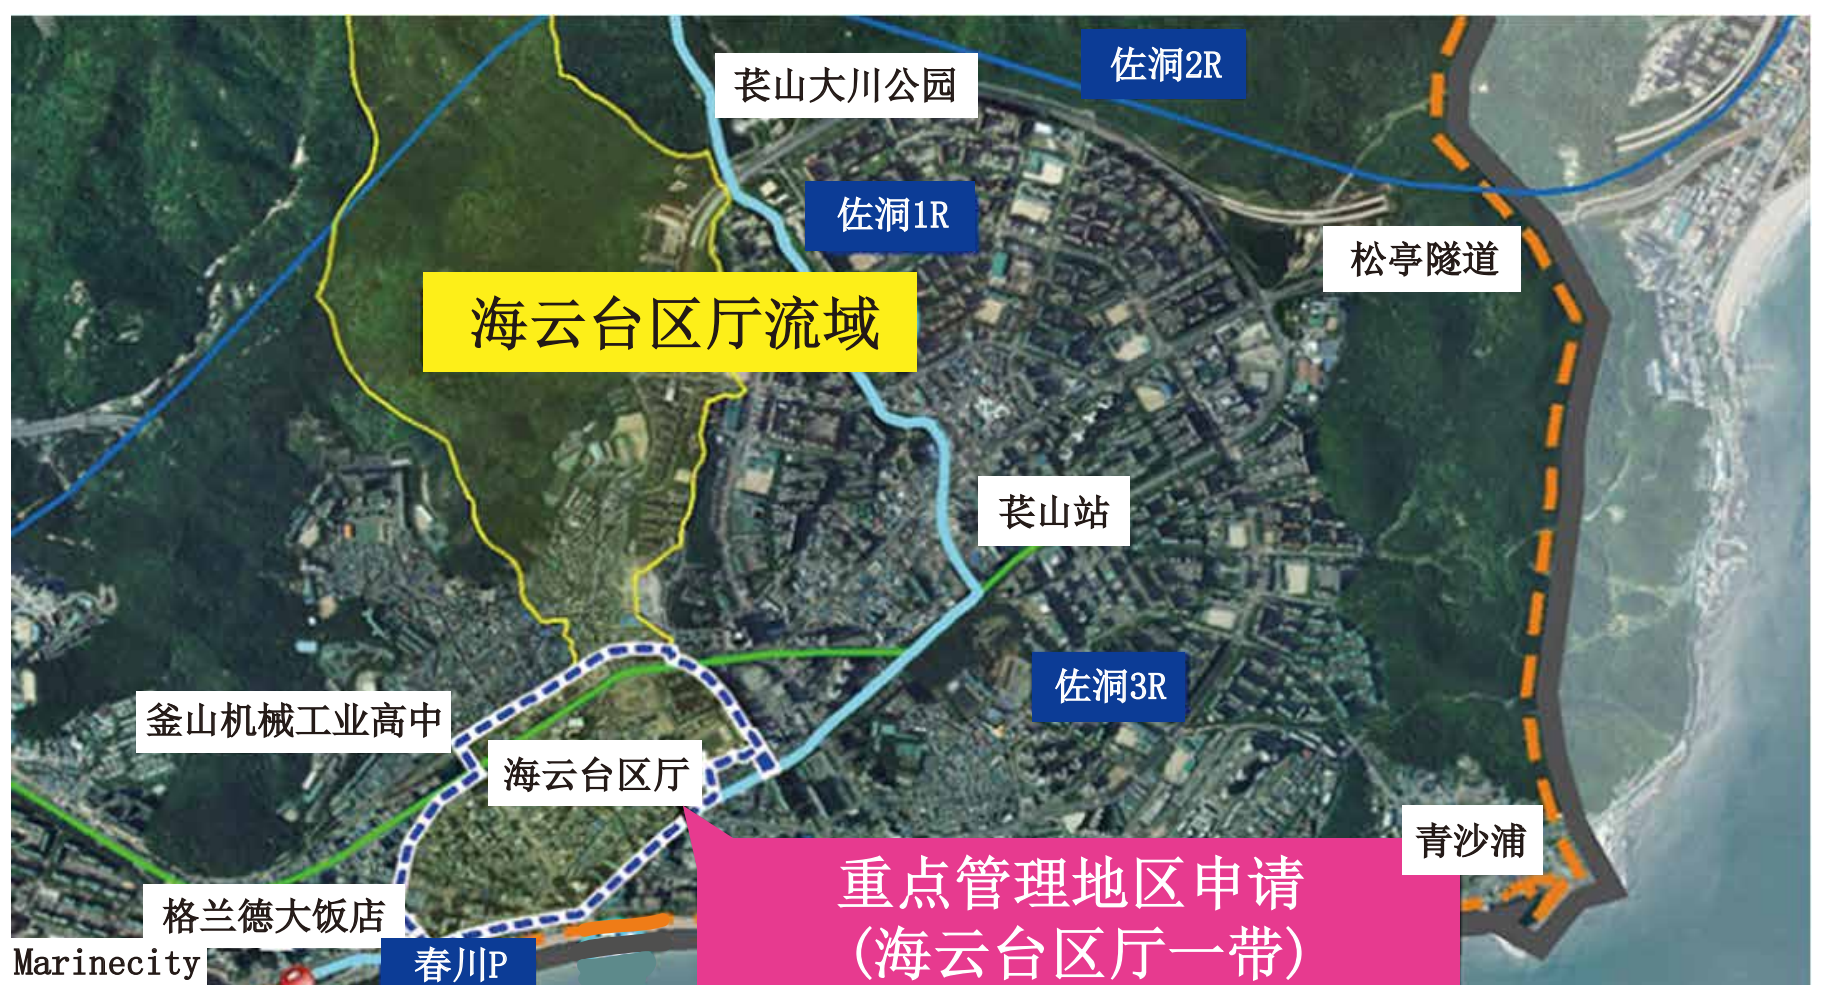 佐洞2R
苌山大川公园
佐洞1R
松亭隧道
海云台区厅流域
苌山站
佐洞3R
釜山机械工业高中
海云台区厅
青沙浦
重点管理地区申请
(海云台区厅一带)
格兰德大饭店
Marinecity
春川P